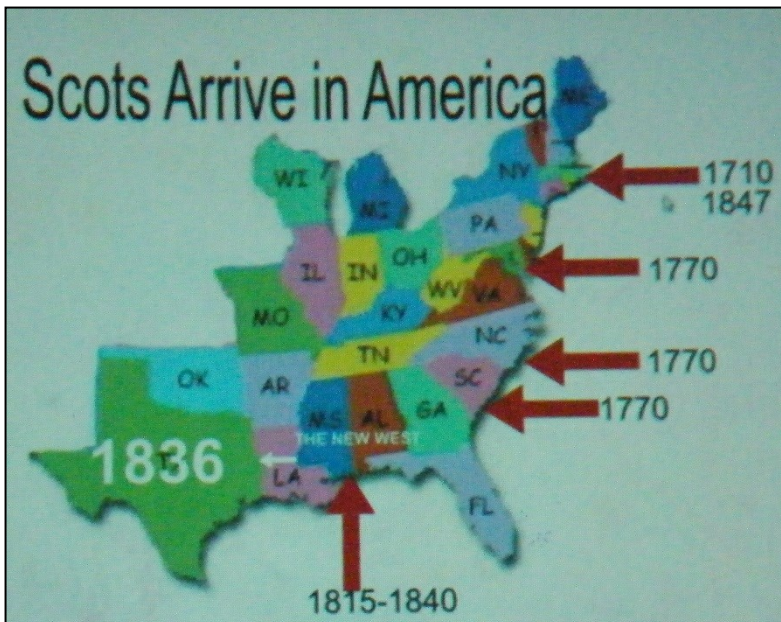 Scots Arrive in America
ME
WI
NY
1710
1847
MI
PA
IL
IN
OH
1770
WV
VA
MO
KY
NC
TN
1770
OK
AR
SC
1770
MS
AL
GA
THE NEW WEST
1836
T
LA
FL
1815-1840